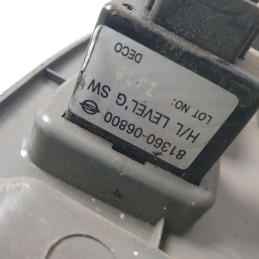 81360-06800
H/L LEVEL'G SW
LOT NO:
DECO